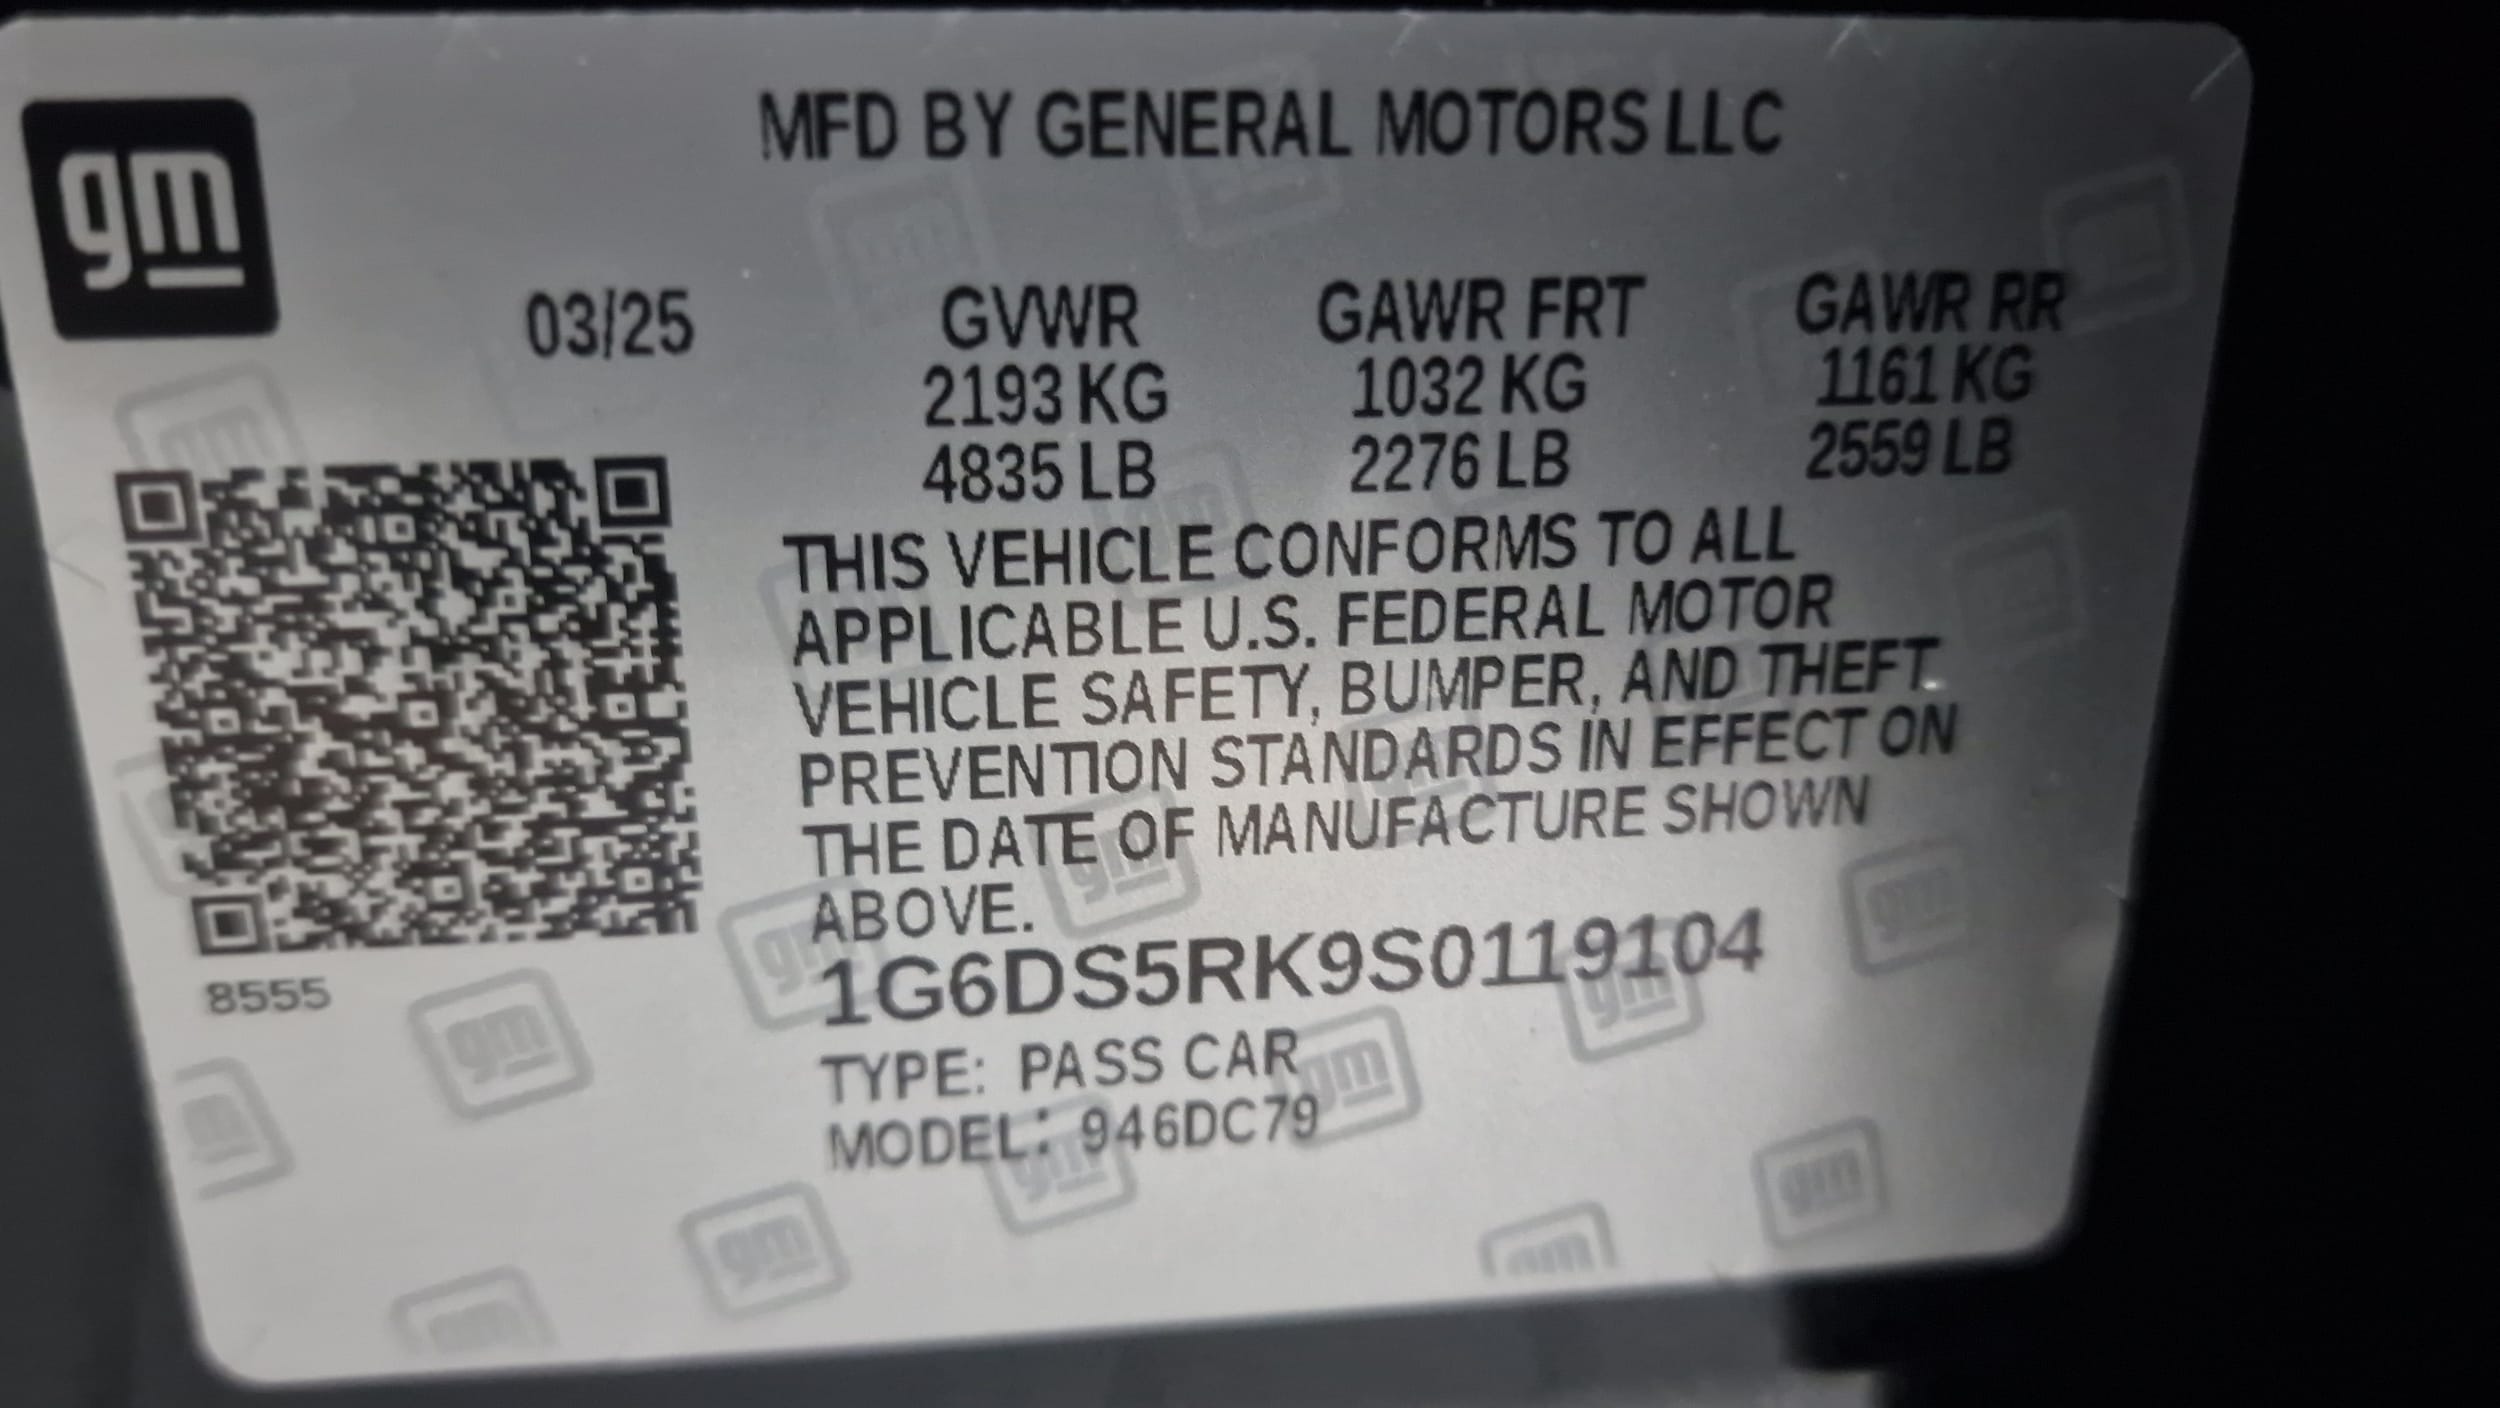 gm
MFD BY GENERAL MOTORS LLC
03/25
GVWR GAWR FRT GAWR RR
2193 KG 1032 KG 1161 KG
4835 LB 2276 LB 2559 LB
THIS VEHICLE CONFORMS TO ALL
APPLICABLE U.S. FEDERAL MOTOR
VEHICLE SAFETY, BUMPER, AND THEFT
PREVENTION STANDARDS IN EFFECT ON
THE DATE OF MANUFACTURE SHOWN
ABOVE.
1G6DS5RK9S0119104
8555
TYPE: PASS CAR
MODEL: 946DC79